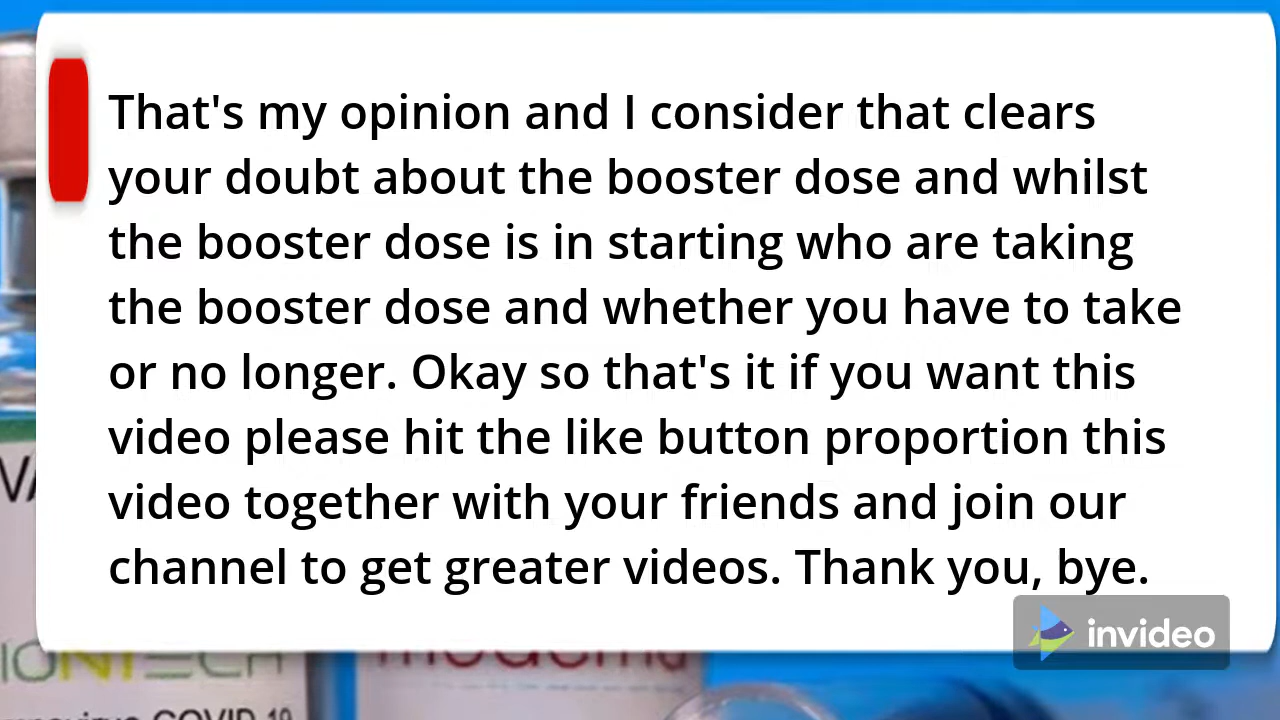 That's my opinion and I consider that clears
your doubt about the booster dose and whilst
the booster dose is in starting who are taking
the booster dose and whether you have to take
or no longer. Okay so that's it if you want this
video please hit the like button proportion this
video together with your friends and join our
channel to get greater videos. Thank you, bye.
invideo
moderna
COVID-19